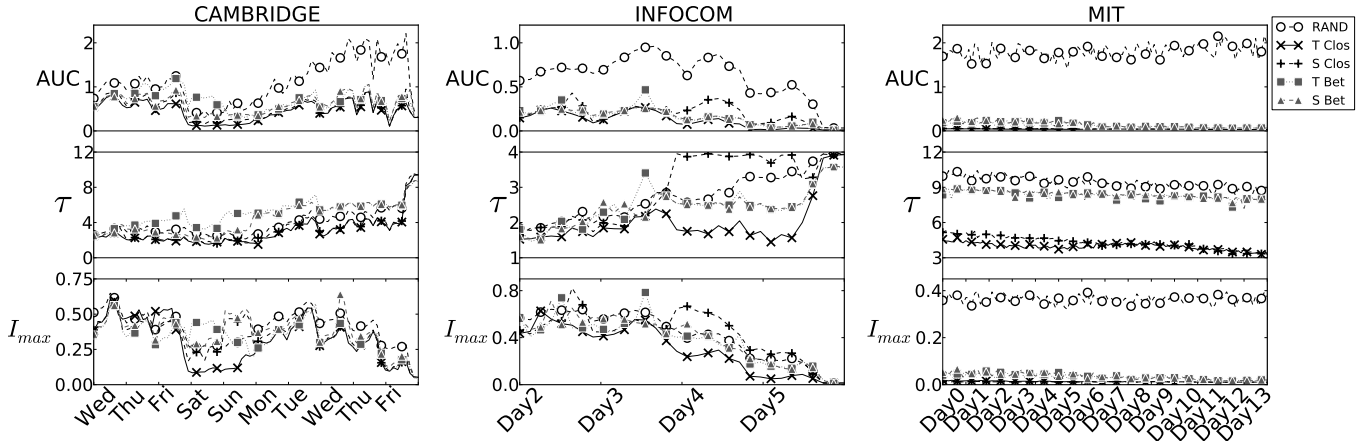 CAMBRIDGE
AUC
2
1
0
τ
12
8
4
0
I_max
0.75
0.50
0.25
0.00
Wed
Thu
Fri
Sat
Sun
Mon
Tue
Wed
Thu
Fri
INFOCOM
AUC
1.0
0.5
0.0
τ
4
3
2
1
I_max
0.8
0.4
0.0
Day2
Day3
Day4
Day5
MIT
AUC
2
1
0
τ
12
9
6
3
I_max
0.4
0.2
0.0
Day0
Day1
Day2
Day3
Day4
Day5
Day6
Day7
Day8
Day9
Day10
Day11
Day12
Day13
RAND
T Clos
S Clos
T Bet
S Bet